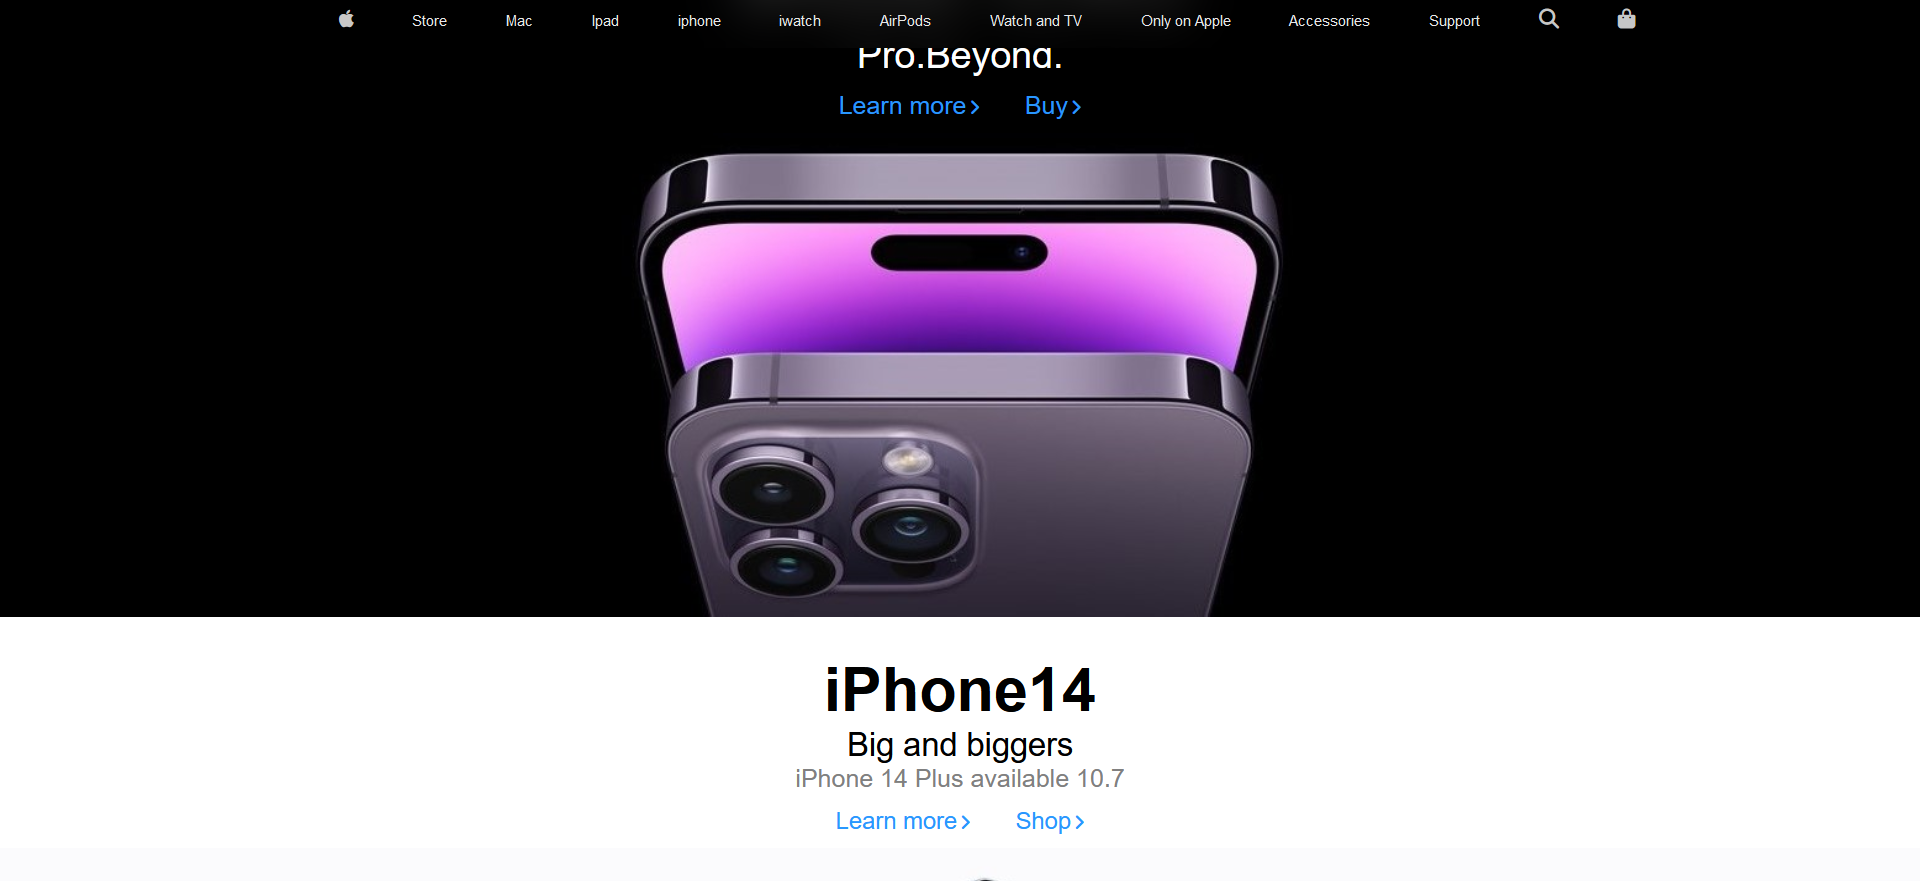 Store Mac Ipad iphone iwatch AirPods Watch and TV Only on Apple Accessories Support
Pro.Beyond.
Learn more Buy
iPhone14
Big and biggers
iPhone 14 Plus available 10.7
Learn more Shop